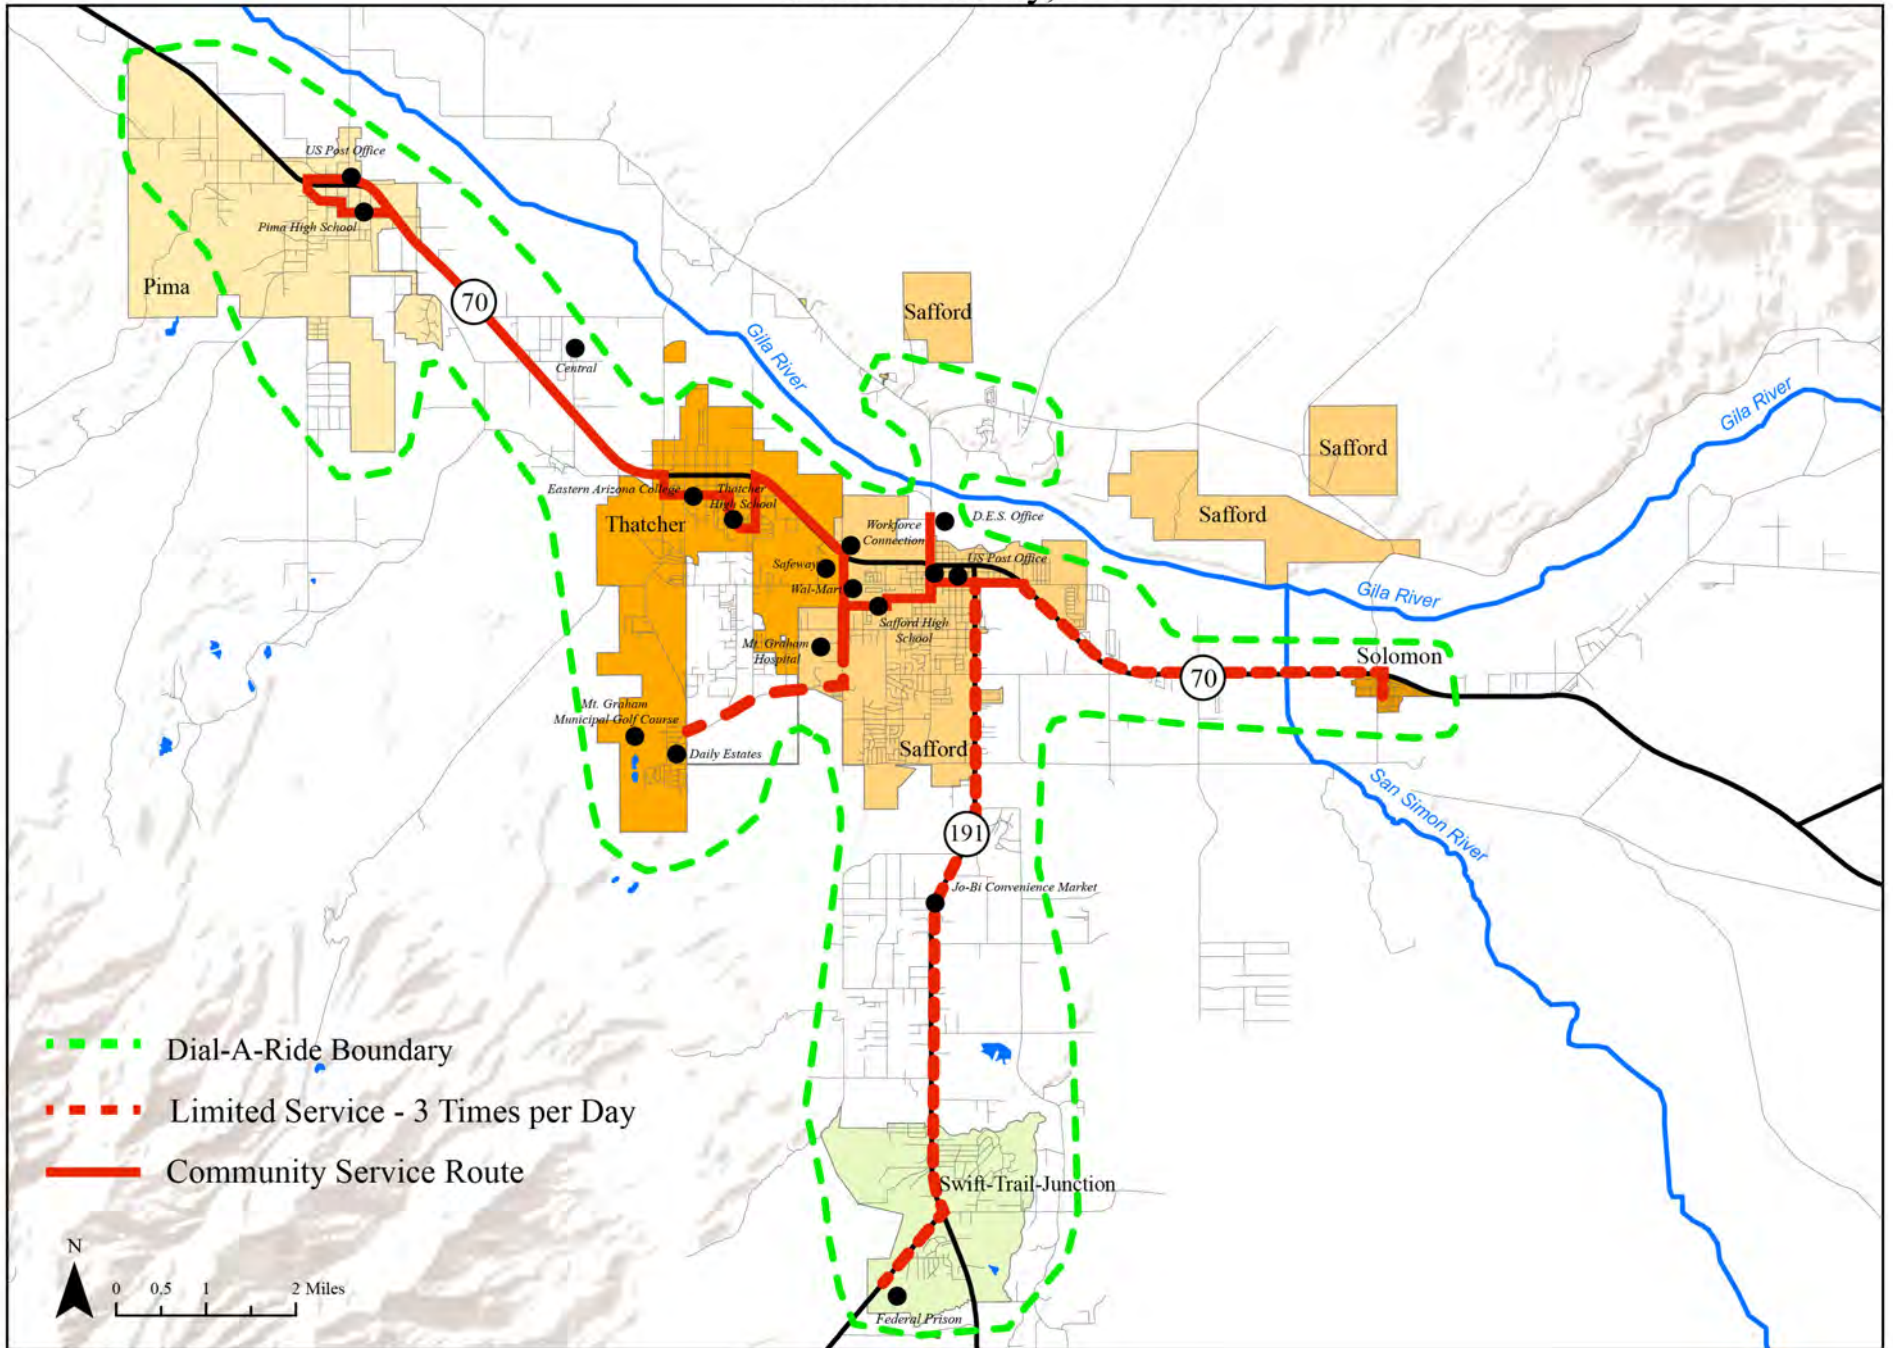 US Post Office
Pima High School
Pima
70
Central
Safford
Gila River
Gila River
Safford
Safford
Eastern Arizona College
Thatcher
High School
Thatcher
Workforce
Connection
D.E.S. Office
US Post Office
Safeway
Wal-Mart
Gila River
Safford High
School
Mt. Graham
Hospital
Solomon
70
Mt. Graham
Municipal Golf Course
Daily Estates
Safford
San Simon River
191
Jo-Bi Convenience Market
Dial-A-Ride Boundary
Limited Service - 3 Times per Day
Community Service Route
Swift-Trail-Junction
N
0 0.5 1 2 Miles
Federal Prison